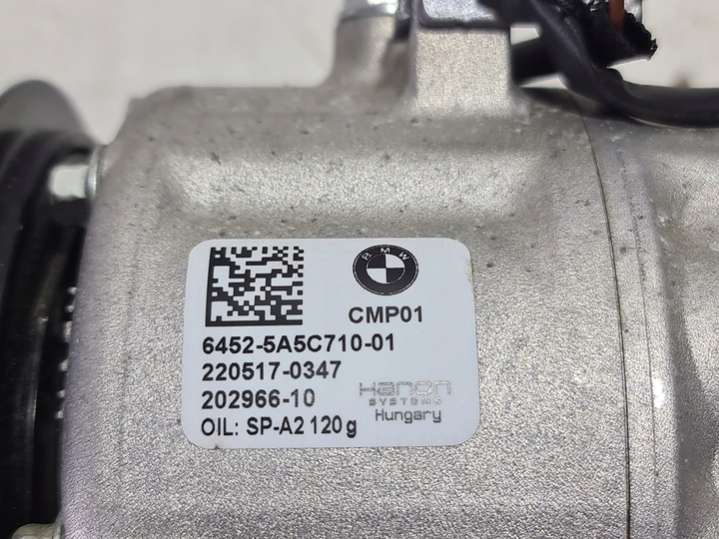 BMW
CMP01
6452-5A5C710-01
220517-0347
202966-10
Hanon
SYSTEMS
Hungary
OIL: SP-A2 120 g